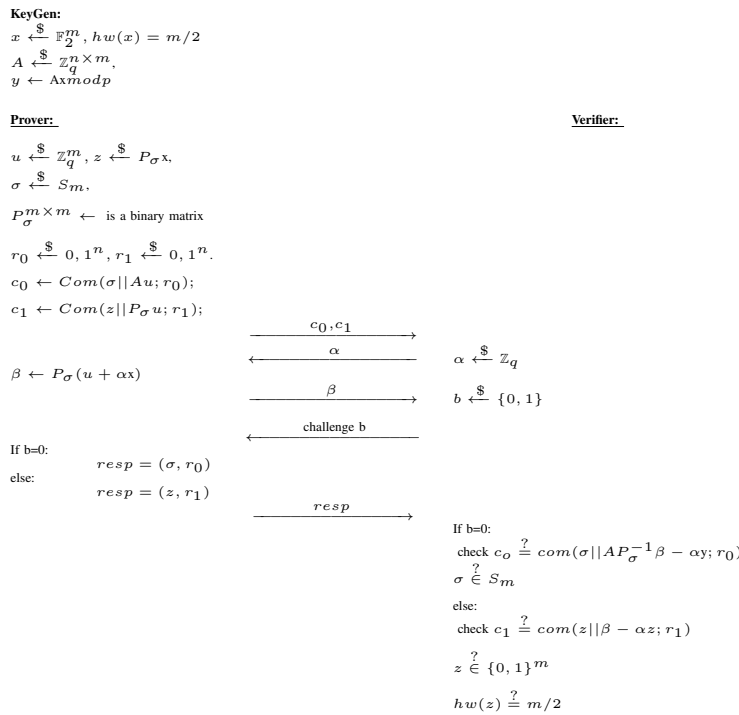 KeyGen:
x ←$ 𝔽₂ᵐ, hw(x) = m/2
A ←$ ℤ_q^{n×m},
y ← Axmodp
Prover:
Verifier:
u ←$ ℤ_q^m, z ←$ P_σx,
σ ←$ S_m,
P_σ^{m×m} ← is a binary matrix
r₀ ←$ 0, 1ⁿ, r₁ ←$ 0, 1ⁿ.
c₀ ← Com(σ||Au; r₀);
c₁ ← Com(z||P_σu; r₁);
c₀,c₁
α
α ←$ ℤ_q
β ← P_σ(u + αx)
β
b ←$ {0, 1}
challenge b
If b=0:
resp = (σ, r₀)
else:
resp = (z, r₁)
resp
If b=0:
check c_o ≟ com(σ||AP_σ^{−1}β − αy; r₀)
σ ∈? S_m
else:
check c₁ ≟ com(z||β − αz; r₁)
z ∈? {0, 1}ᵐ
hw(z) ≟ m/2